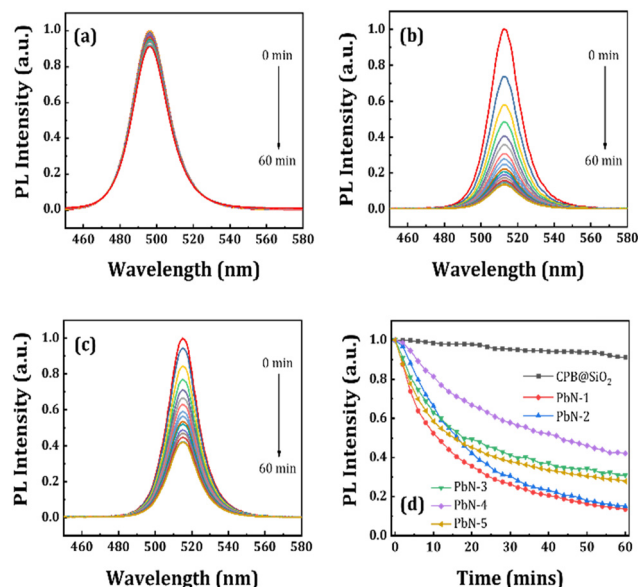 (a)
0 min
60 min
PL Intensity (a.u.)
1.0
0.8
0.6
0.4
0.2
0.0
460 480 500 520 540 560 580
Wavelength (nm)
(b)
0 min
60 min
PL Intensity (a.u.)
1.0
0.8
0.6
0.4
0.2
0.0
460 480 500 520 540 560 580
Wavelength (nm)
(c)
0 min
60 min
PL Intensity (a.u.)
1.0
0.8
0.6
0.4
0.2
0.0
460 480 500 520 540 560 580
Wavelength (nm)
PL Intensity (a.u.)
1.0
0.8
0.6
0.4
0.2
0.0
CPB@SiO₂
PbN-1
PbN-2
PbN-3
PbN-4
PbN-5
(d)
0 10 20 30 40 50 60
Time (mins)